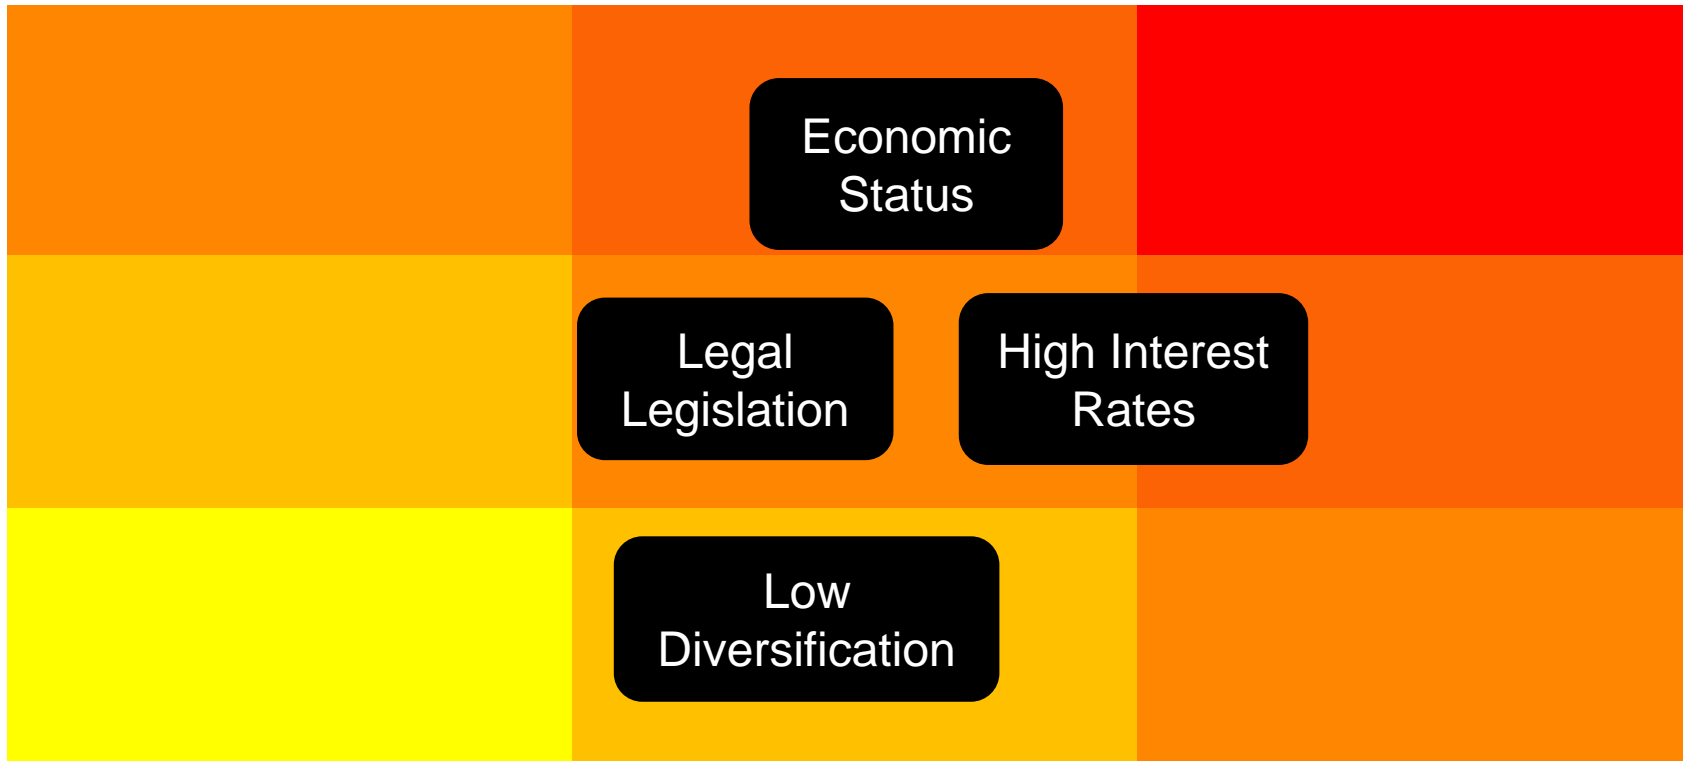 Economic
Status
Legal
Legislation
High Interest
Rates
Low
Diversification